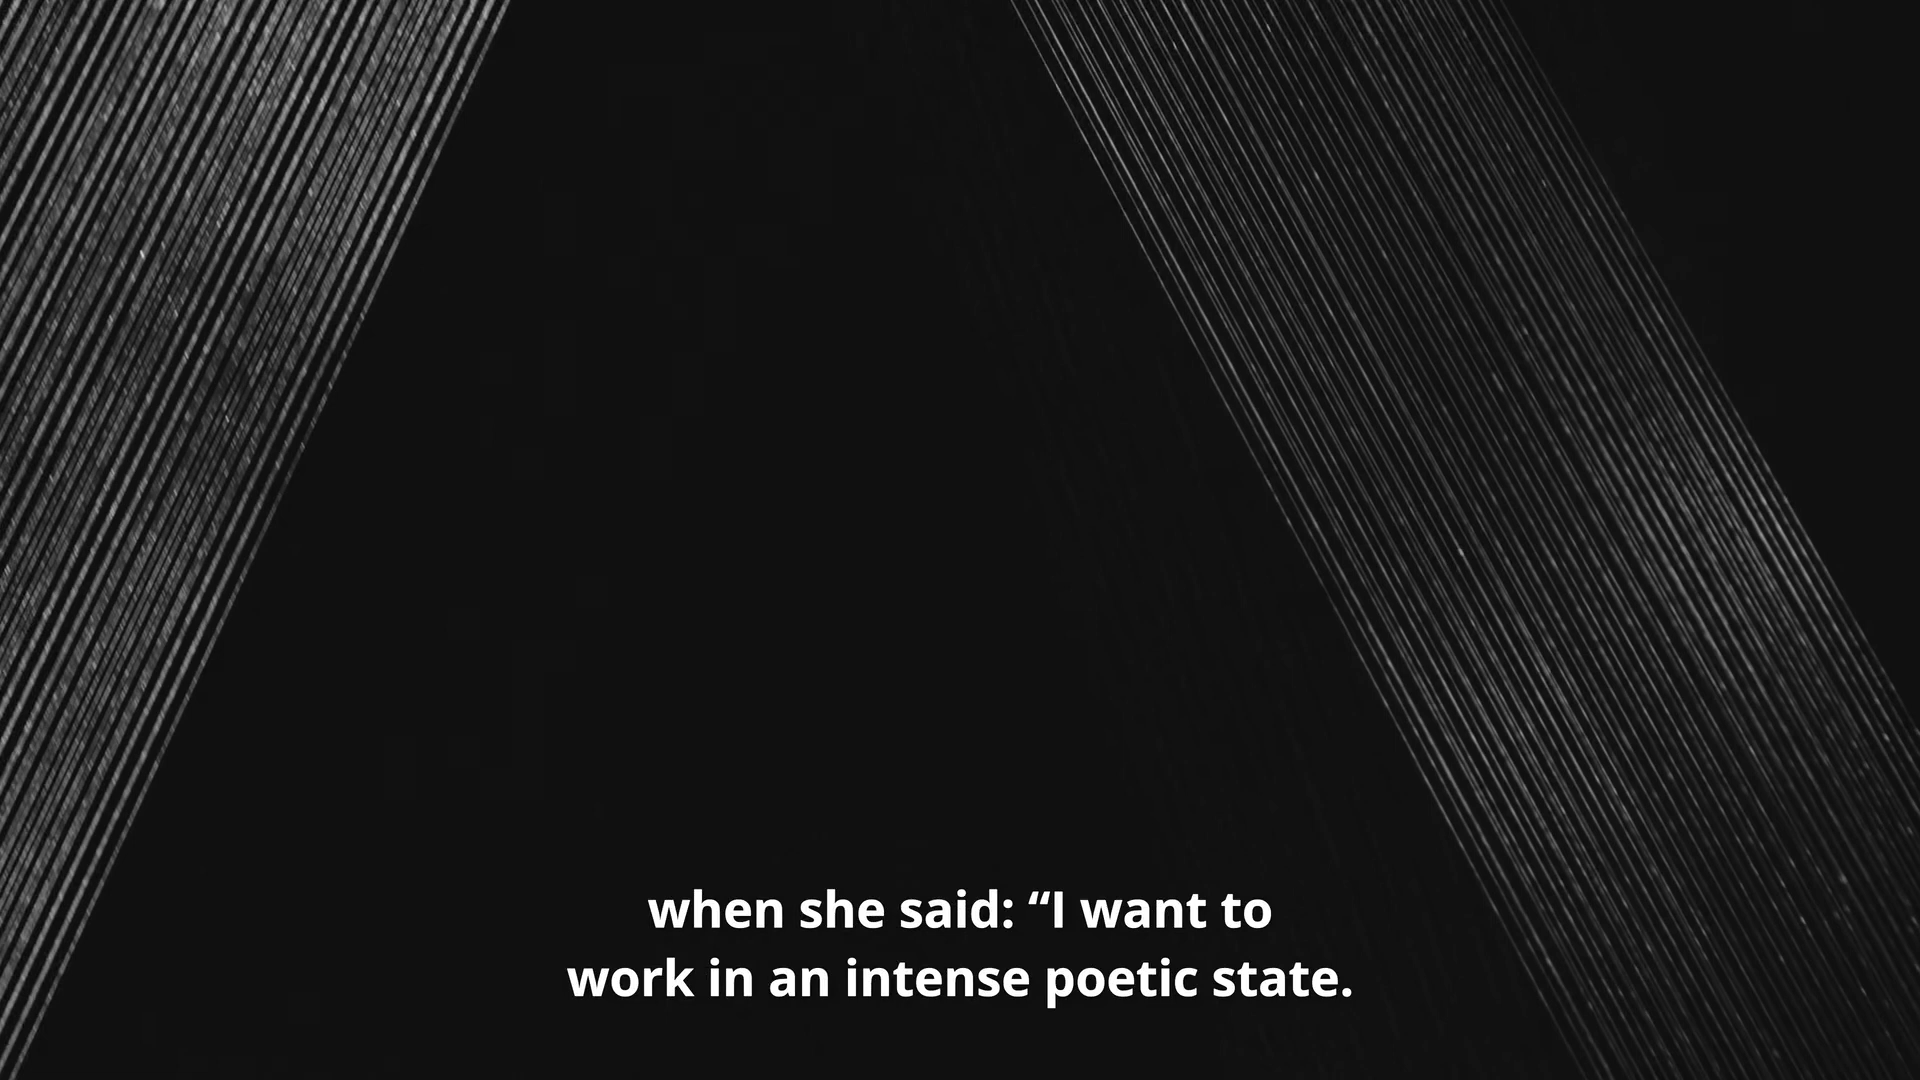 when she said: “I want to
work in an intense poetic state.